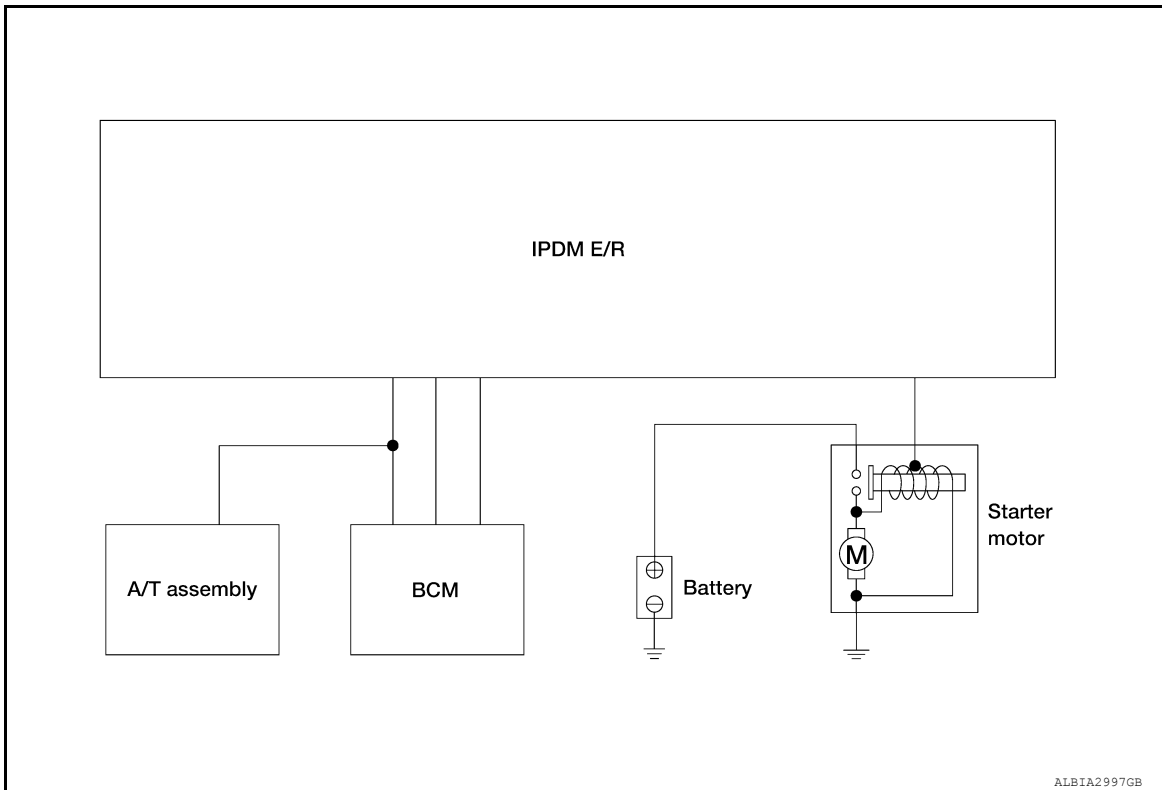 IPDM E/R
Starter
motor
M
A/T assembly
BCM
Battery
ALBIA2997GB